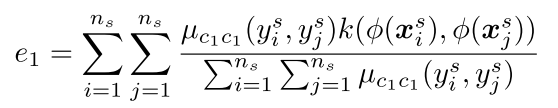 $e_1 = \sum_{i=1}^{n_s} \sum_{j=1}^{n_s} \frac{\mu_{c_1 c_1}(y_i^s, y_j^s) k(\phi(\boldsymbol{x}_i^s), \phi(\boldsymbol{x}_j^s))}{\sum_{i=1}^{n_s} \sum_{j=1}^{n_s} \mu_{c_1 c_1}(y_i^s, y_j^s)}$